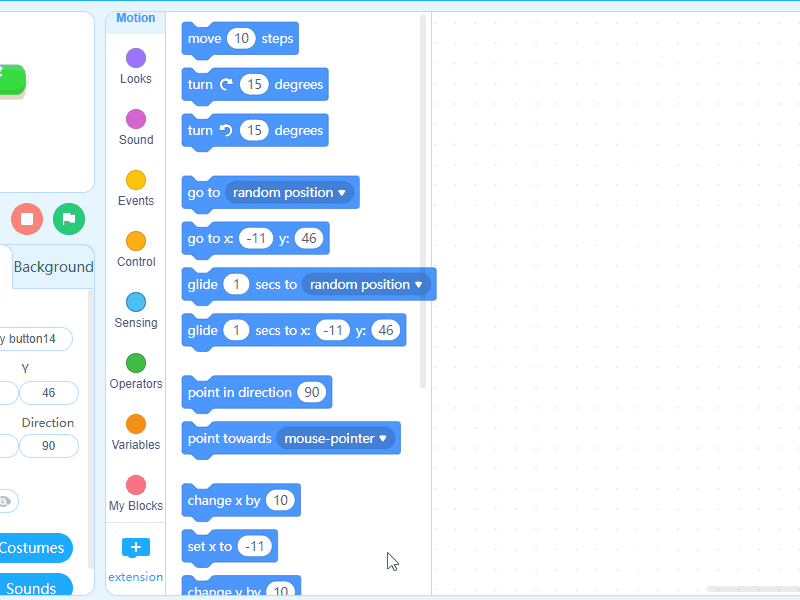 Motion
Looks
Sound
Events
Control
Sensing
Operators
Variables
My Blocks
extension
Background
y button14
Y
46
Direction
90
Costumes
Sounds
move 10 steps
turn 15 degrees
turn 15 degrees
go to random position
go to x: -11 y: 46
glide 1 secs to random position
glide 1 secs to x: -11 y: 46
point in direction 90
point towards mouse-pointer
change x by 10
set x to -11
change y by 10